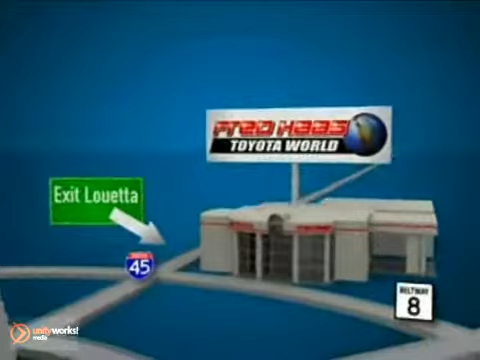 FRED HAAS
TOYOTA WORLD
Exit Louetta
45
BELTWAY
8
unityworks!
media